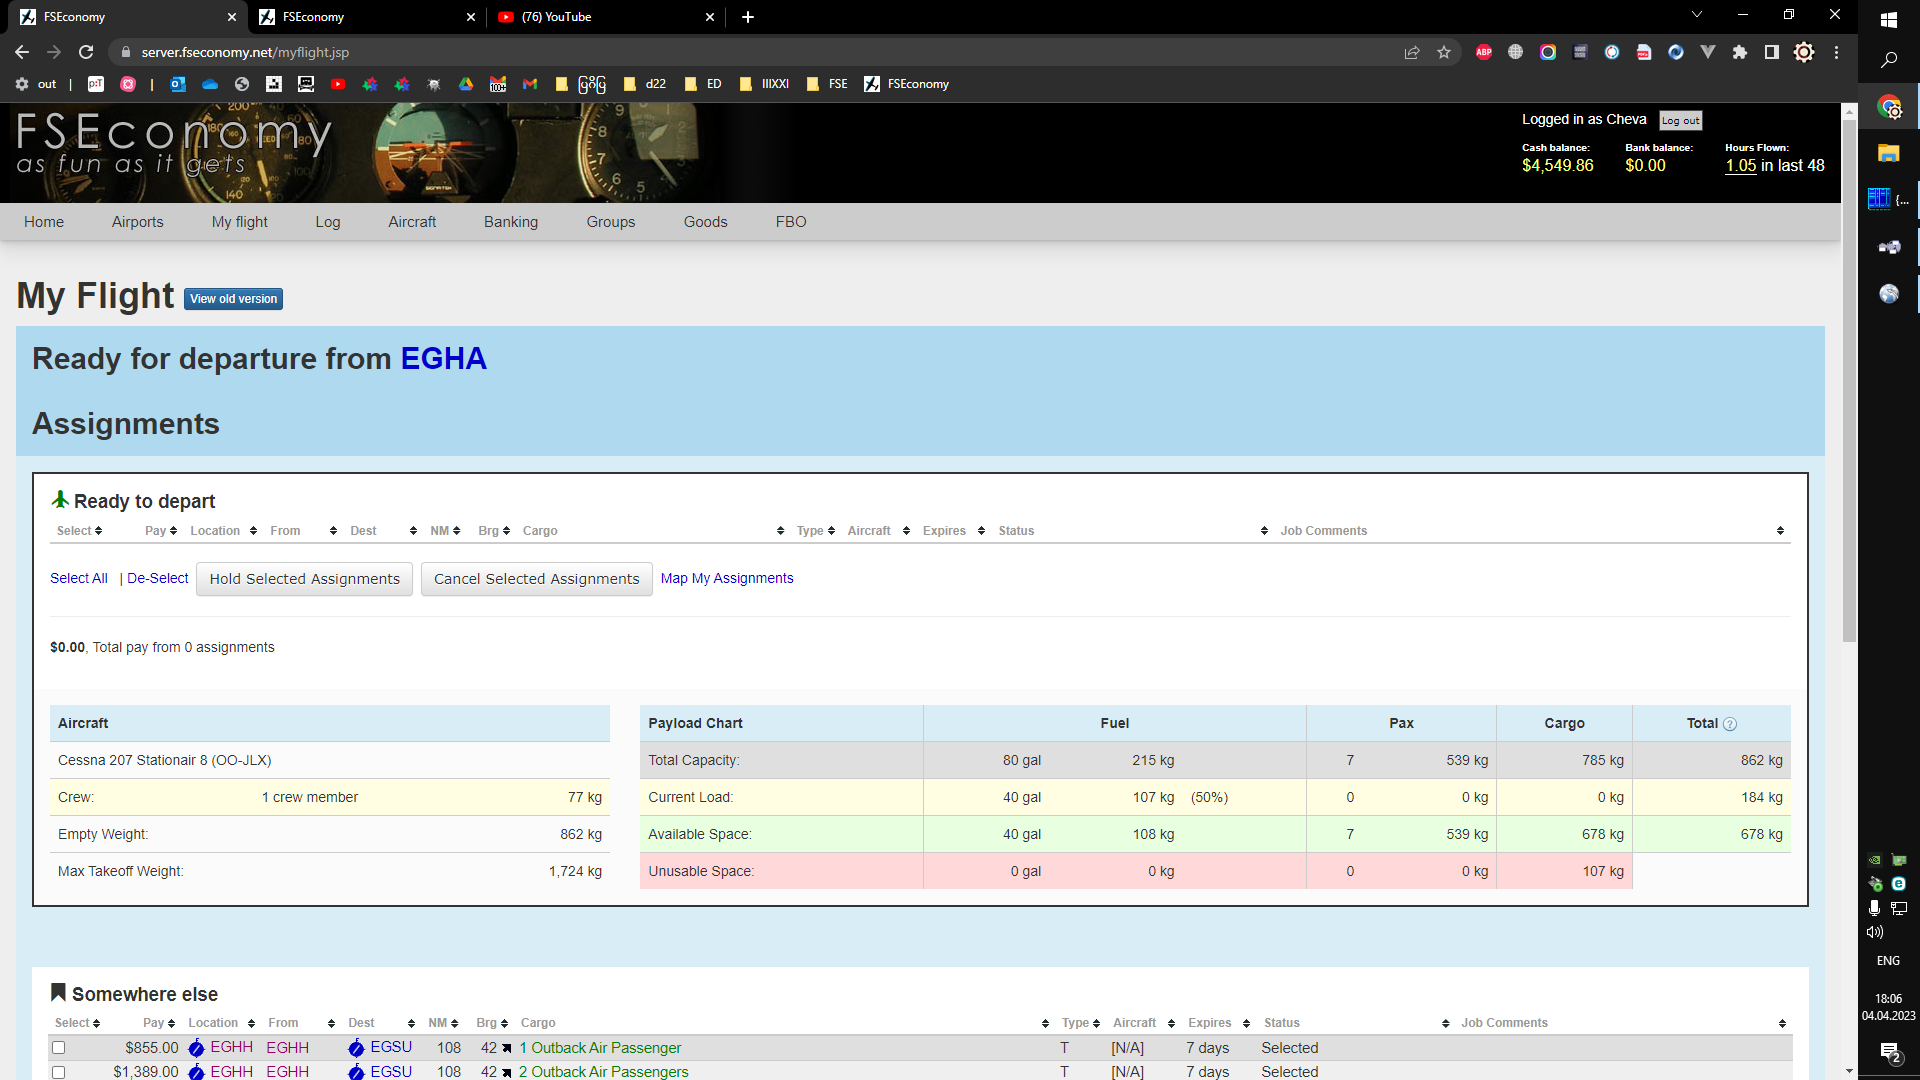 FSEconomy
FSEconomy
(76) YouTube
server.fseconomy.net/myflight.jsp
out | | d22 ED IIIXXI FSE FSEconomy
FSEconomy
as fun as it gets
Logged in as Cheva Log out
Cash balance: Bank balance: Hours Flown:
$4,549.86 $0.00 1.05 in last 48
Home Airports My flight Log Aircraft Banking Groups Goods FBO
My Flight View old version
Ready for departure from EGHA
Assignments
Ready to depart
Select Pay Location From Dest NM Brg Cargo Type Aircraft Expires Status Job Comments
Select All | De-Select Hold Selected Assignments Cancel Selected Assignments Map My Assignments
$0.00, Total pay from 0 assignments
Aircraft
Cessna 207 Stationair 8 (OO-JLX)
Crew: 1 crew member 77 kg
Empty Weight: 862 kg
Max Takeoff Weight: 1,724 kg
Payload Chart Fuel Pax Cargo Total ?
Total Capacity: 80 gal 215 kg 7 539 kg 785 kg 862 kg
Current Load: 40 gal 107 kg (50%) 0 0 kg 0 kg 184 kg
Available Space: 40 gal 108 kg 7 539 kg 678 kg 678 kg
Unusable Space: 0 gal 0 kg 0 0 kg 107 kg
Somewhere else
Select Pay Location From Dest NM Brg Cargo Type Aircraft Expires Status Job Comments
$855.00 EGHH EGHH EGSU 108 42 1 Outback Air Passenger T [N/A] 7 days Selected
$1,389.00 EGHH EGHH EGSU 108 42 2 Outback Air Passengers T [N/A] 7 days Selected
{...
ENG
18:06
04.04.2023
2